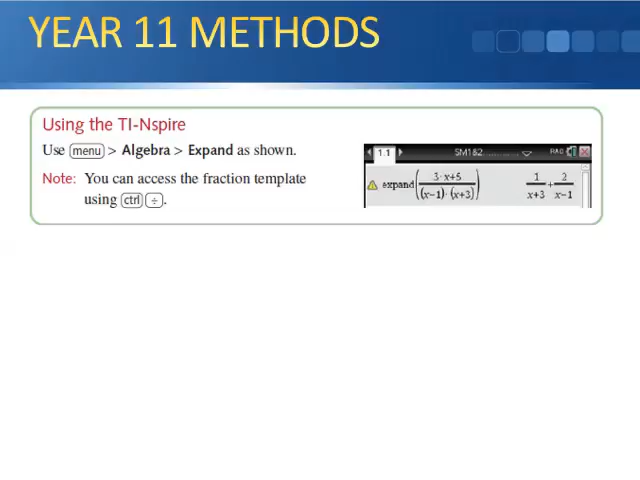 YEAR 11 METHODS
Using the TI-Nspire
Use menu > Algebra > Expand as shown.
Note: You can access the fraction template
using ctrl ÷.
1.1 SM182 RAD
expand((3·x+5)/((x−1)·(x+3))) 1/(x+3)+2/(x−1)